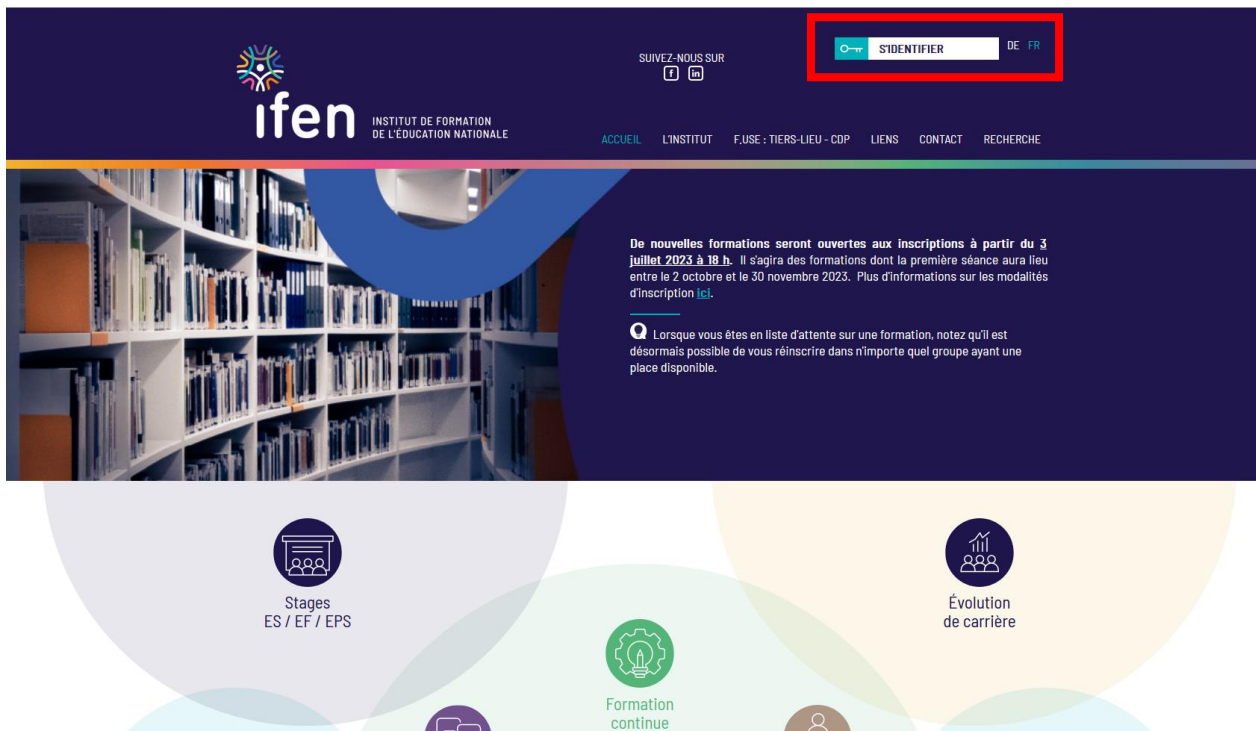 S'IDENTIFIER
DE FR
SUIVEZ-NOUS SUR
f in
ifen
INSTITUT DE FORMATION
DE L'ÉDUCATION NATIONALE
ACCUEIL L'INSTITUT F.USE : TIERS-LIEU - CDP LIENS CONTACT RECHERCHE
De nouvelles formations seront ouvertes aux inscriptions à partir du 3
juillet 2023 à 18 h. Il s'agira des formations dont la première séance aura lieu
entre le 2 octobre et le 30 novembre 2023. Plus d'informations sur les modalités
d'inscription ici.
Lorsque vous êtes en liste d'attente sur une formation, notez qu'il est
désormais possible de vous réinscrire dans n'importe quel groupe ayant une
place disponible.
Stages
ES / EF / EPS
Évolution
de carrière
Formation
continue